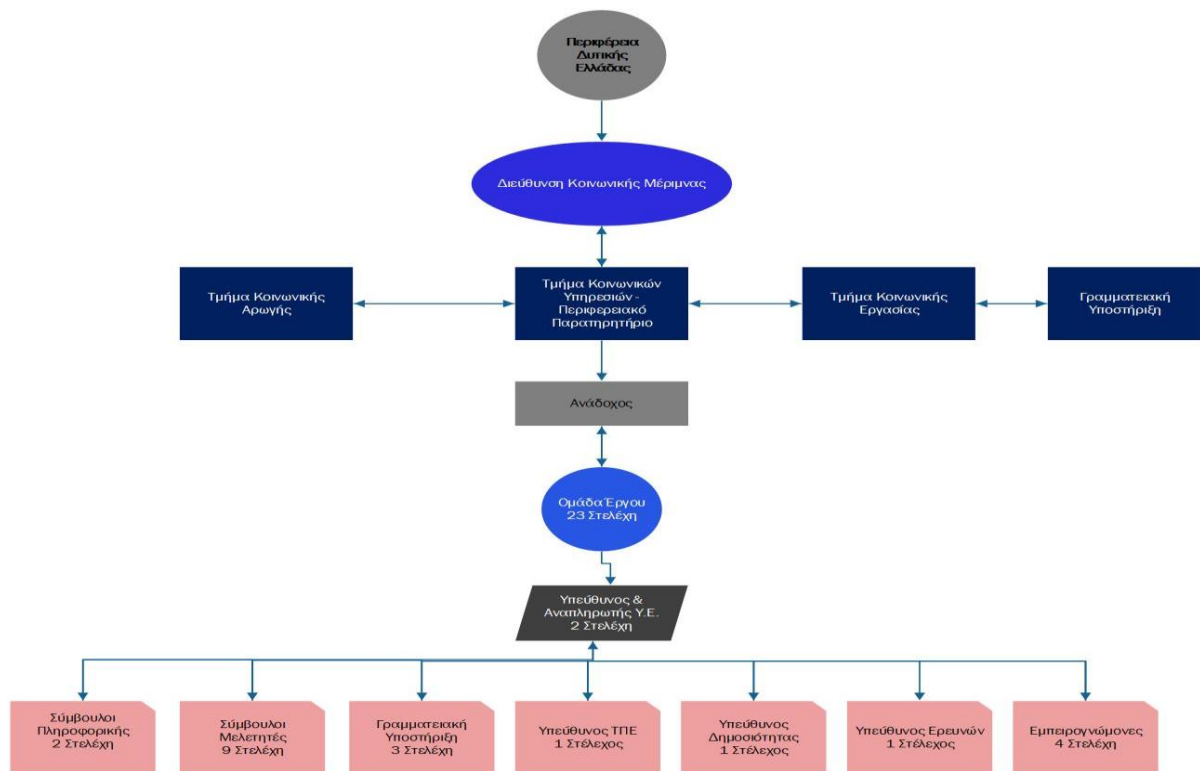 Περιφέρεια
Δυτικής
Ελλάδας
Διεύθυνση Κοινωνικής Μέριμνας
Τμήμα Κοινωνικής
Αρωγής
Τμήμα Κοινωνικών
Υπηρεσιών -
Περιφερειακό
Παρατηρητήριο
Τμήμα Κοινωνικής
Εργασίας
Γραμματειακή
Υποστήριξη
Ανάδοχος
Ομάδα Έργου
23 Στελέχη
Υπεύθυνος &
Αναπληρωτής Υ.Ε.
2 Στελέχη
Σύμβουλοι
Πληροφορικής
2 Στελέχη
Σύμβουλοι
Μελετητές
9 Στελέχη
Γραμματειακή
Υποστήριξη
3 Στελέχη
Υπεύθυνος ΤΠΕ
1 Στέλεχος
Υπεύθυνος
Δημοσιότητας
1 Στέλεχος
Υπεύθυνος Ερευνών
1 Στέλεχος
Εμπειρογνώμονες
4 Στελέχη